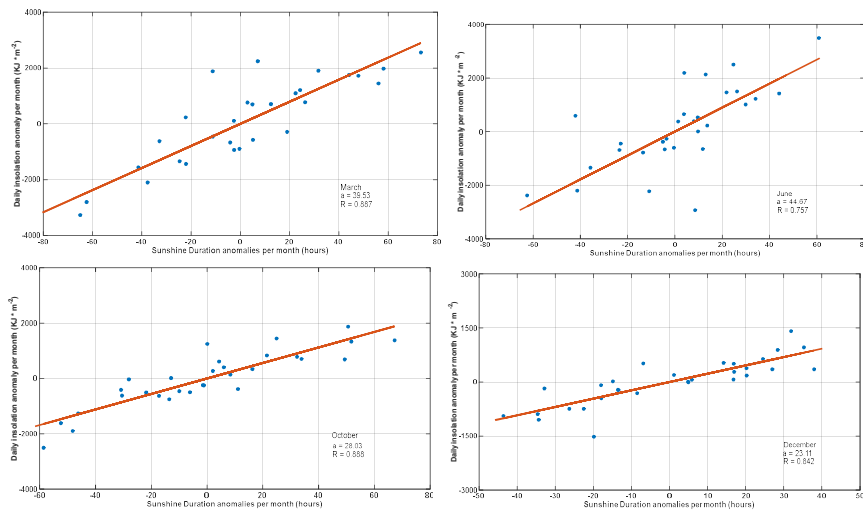 Daily insolation anomaly per month (KJ * m⁻²)
4000
2000
0
-2000
-4000
March
a = 39.53
R = 0.887
-80 -60 -40 -20 0 20 40 60 80
Sunshine Duration anomalies per month (hours)
Daily insolation anomaly per month (KJ * m⁻²)
4000
2000
0
-2000
-4000
June
a = 44.67
R = 0.757
-80 -60 -40 -20 0 20 40 60 80
Sunshine Duration anomalies per month (hours)
Daily insolation anomaly per month (KJ * m⁻²)
4000
2000
0
-2000
-4000
October
a = 28.03
R = 0.888
-60 -40 -20 0 20 40 60 80
Sunshine Duration anomalies per month (hours)
Daily insolation anomaly per month (KJ * m⁻²)
3000
1500
0
-1500
-3000
December
a = 23.11
R = 0.842
-50 -40 -30 -20 -10 0 10 20 30 40 50
Sunshine Duration anomalies per month (hours)